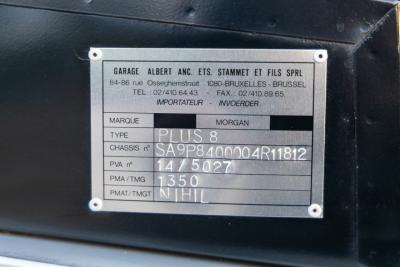 GARAGE ALBERT ANC. ETS. STAMMET ET FILS SPRL
84-86 rue Osseghemstraat 1080-BRUXELLES - BRUSSEL
TEL.: 02/410.64.43. - FAX.: 02/410.89.65.
IMPORTATEUR - INVOERDER
MARQUE MORGAN
TYPE PLUS 8
CHASSIS n° SA9P8400004R11812
PVA n° 14/5027
PMA/TMG 1350
PMAT/TMGT NIHIL